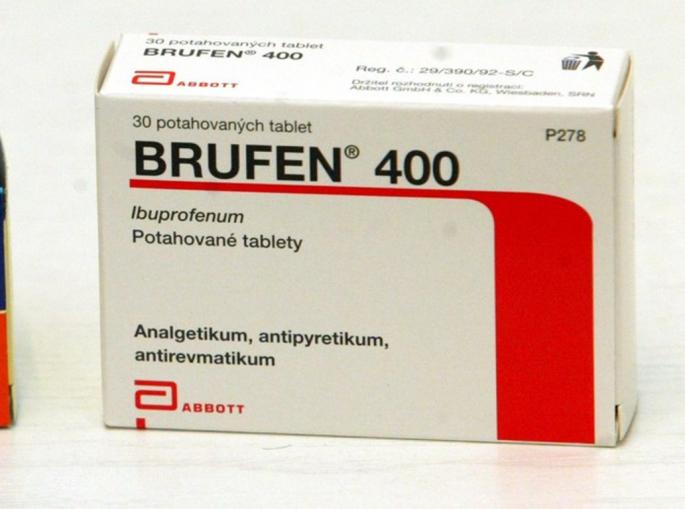 30 potahovaných tablet
BRUFEN® 400
ABBOTT
Reg. č.: 29/390/92-S/C
Držitel rozhodnutí o registraci:
Abbott GmbH & Co. KG, Wiesbaden, SRN
30 potahovaných tablet
P278
BRUFEN® 400
Ibuprofenum
Potahované tablety
Analgetikum, antipyretikum,
antirevmatikum
ABBOTT